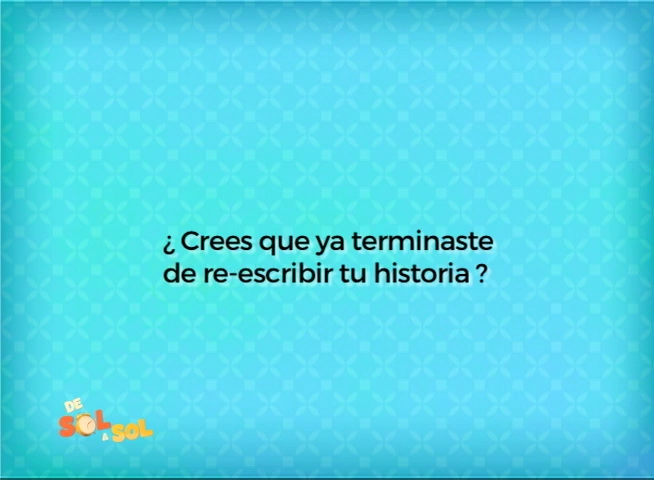 ¿ Crees que ya terminaste
de re-escribir tu historia ?
DE
SOL
A SOL